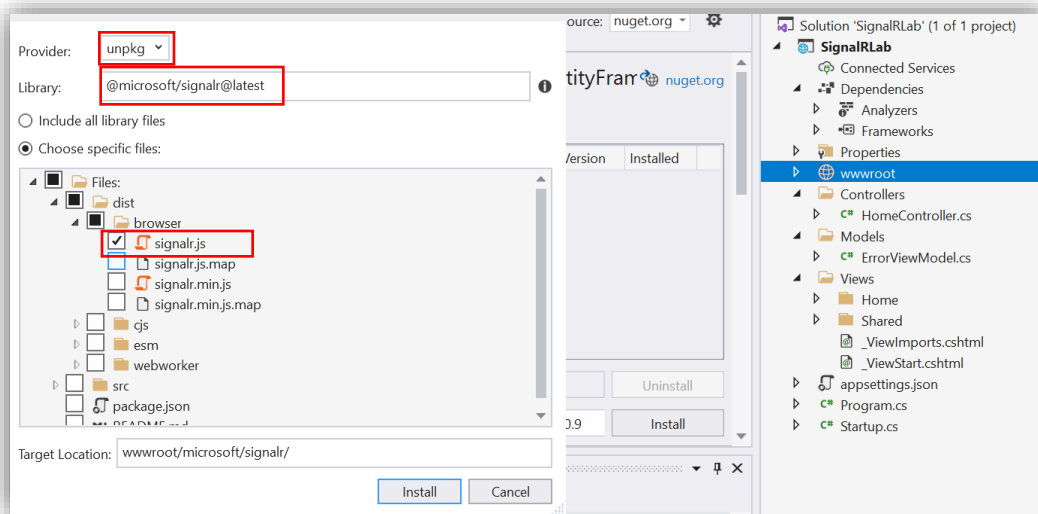 Provider:
unpkg
Library:
@microsoft/signalr@latest
Include all library files
Choose specific files:
Files:
dist
browser
signalr.js
signalr.js.map
signalr.min.js
signalr.min.js.map
cjs
esm
webworker
src
package.json
Target Location:
wwwroot/microsoft/signalr/
Install
Cancel
ource: nuget.org
tityFram
nuget.org
Version
Installed
Uninstall
0.9
Install
Solution 'SignalRLab' (1 of 1 project)
SignalRLab
Connected Services
Dependencies
Analyzers
Frameworks
Properties
wwwroot
Controllers
C# HomeController.cs
Models
C# ErrorViewModel.cs
Views
Home
Shared
_ViewImports.cshtml
_ViewStart.cshtml
appsettings.json
C# Program.cs
C# Startup.cs